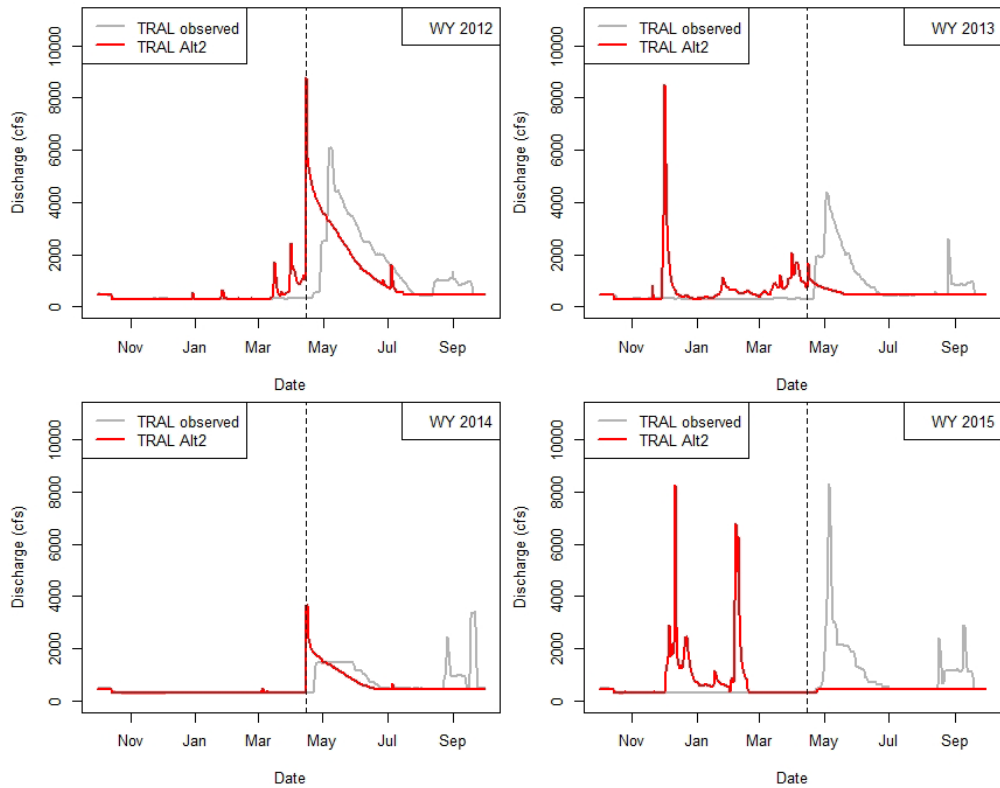 TRAL observed
TRAL Alt2
WY 2012
Discharge (cfs)
0 2000 4000 6000 8000 10000
Nov Jan Mar May Jul Sep
Date
TRAL observed
TRAL Alt2
WY 2013
Discharge (cfs)
0 2000 4000 6000 8000 10000
Nov Jan Mar May Jul Sep
Date
TRAL observed
TRAL Alt2
WY 2014
Discharge (cfs)
0 2000 4000 6000 8000 10000
Nov Jan Mar May Jul Sep
Date
TRAL observed
TRAL Alt2
WY 2015
Discharge (cfs)
0 2000 4000 6000 8000 10000
Nov Jan Mar May Jul Sep
Date